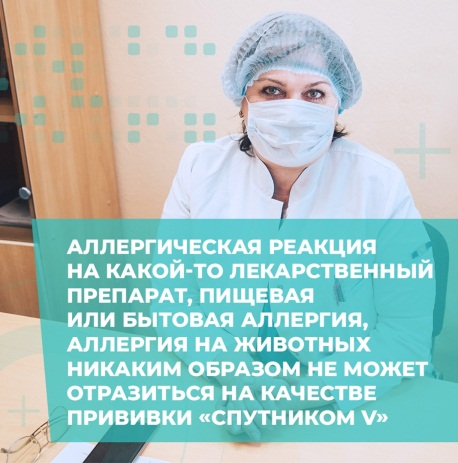 АЛЛЕРГИЧЕСКАЯ РЕАКЦИЯ
НА КАКОЙ-ТО ЛЕКАРСТВЕННЫЙ
ПРЕПАРАТ, ПИЩЕВАЯ
ИЛИ БЫТОВАЯ АЛЛЕРГИЯ,
АЛЛЕРГИЯ НА ЖИВОТНЫХ
НИКАКИМ ОБРАЗОМ НЕ МОЖЕТ
ОТРАЗИТЬСЯ НА КАЧЕСТВЕ
ПРИВИВКИ «СПУТНИКОМ V»